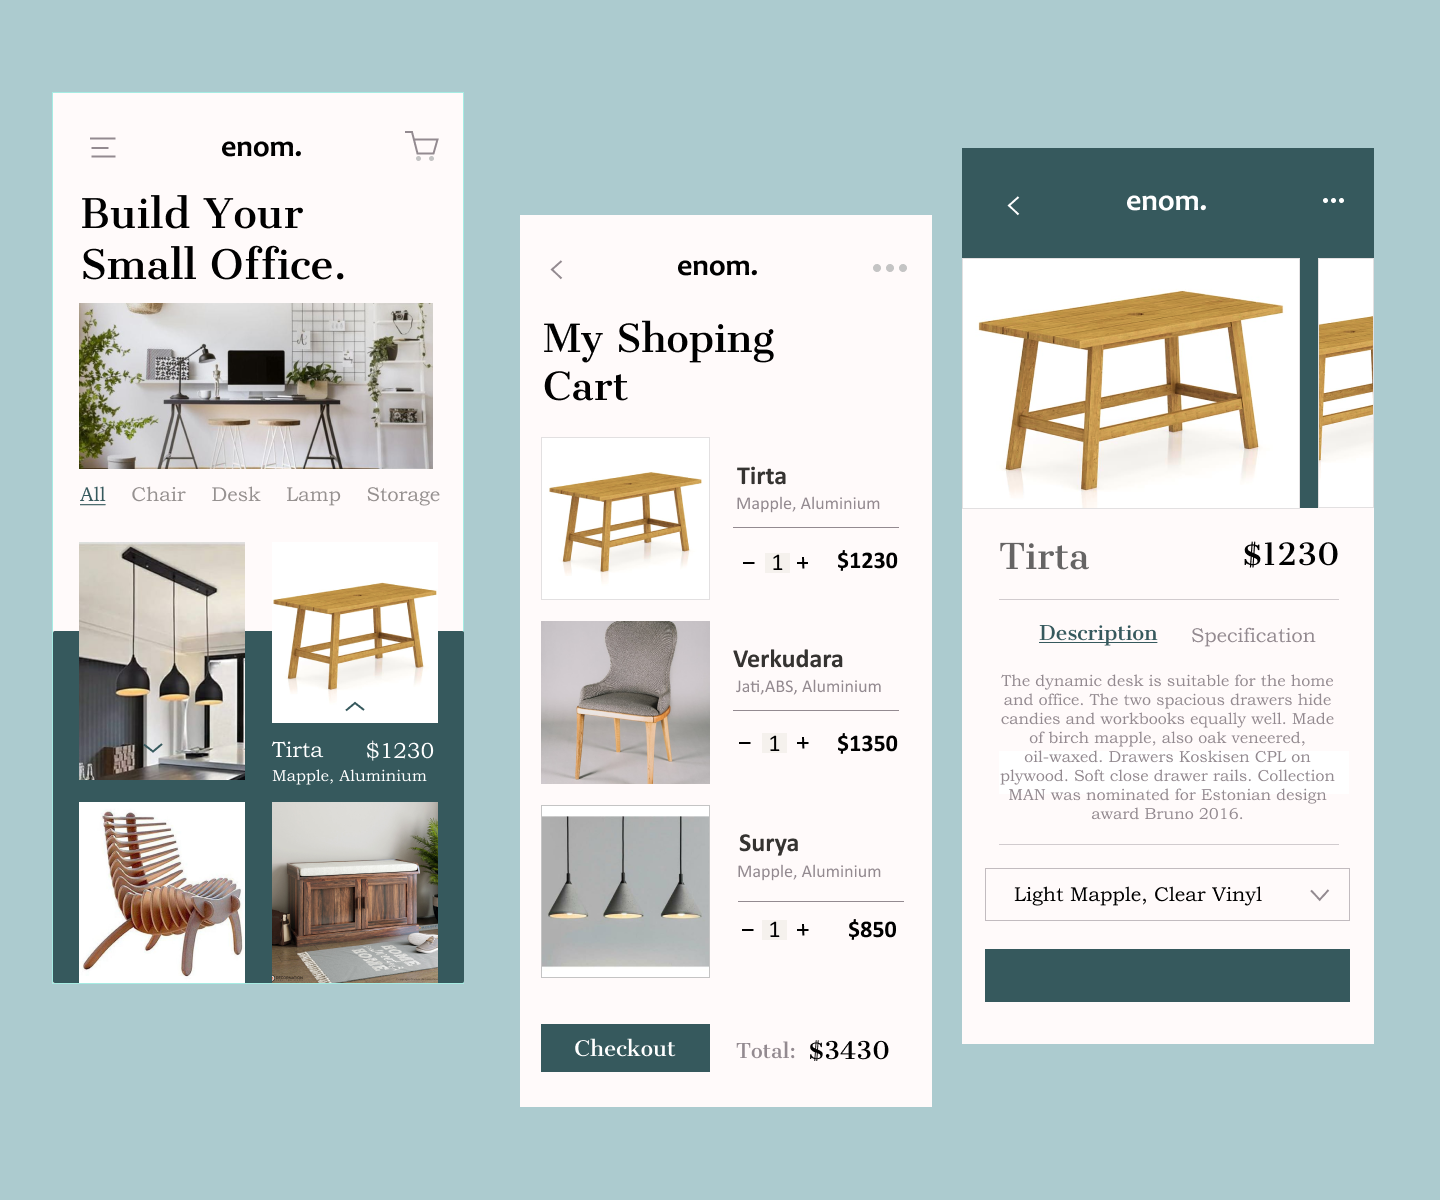 enom.
Build Your
Small Office.
All Chair Desk Lamp Storage
Tirta $1230
Mapple, Aluminium
enom.
My Shoping
Cart
Tirta
Mapple, Aluminium
− 1 + $1230
Verkudara
Jati,ABS, Aluminium
− 1 + $1350
Surya
Mapple, Aluminium
− 1 + $850
Checkout Total: $3430
enom.
Tirta $1230
Description Specification
The dynamic desk is suitable for the home
and office. The two spacious drawers hide
candies and workbooks equally well. Made
of birch mapple, also oak veneered,
oil-waxed. Drawers Koskisen CPL on
plywood. Soft close drawer rails. Collection
MAN was nominated for Estonian design
award Bruno 2016.
Light Mapple, Clear Vinyl